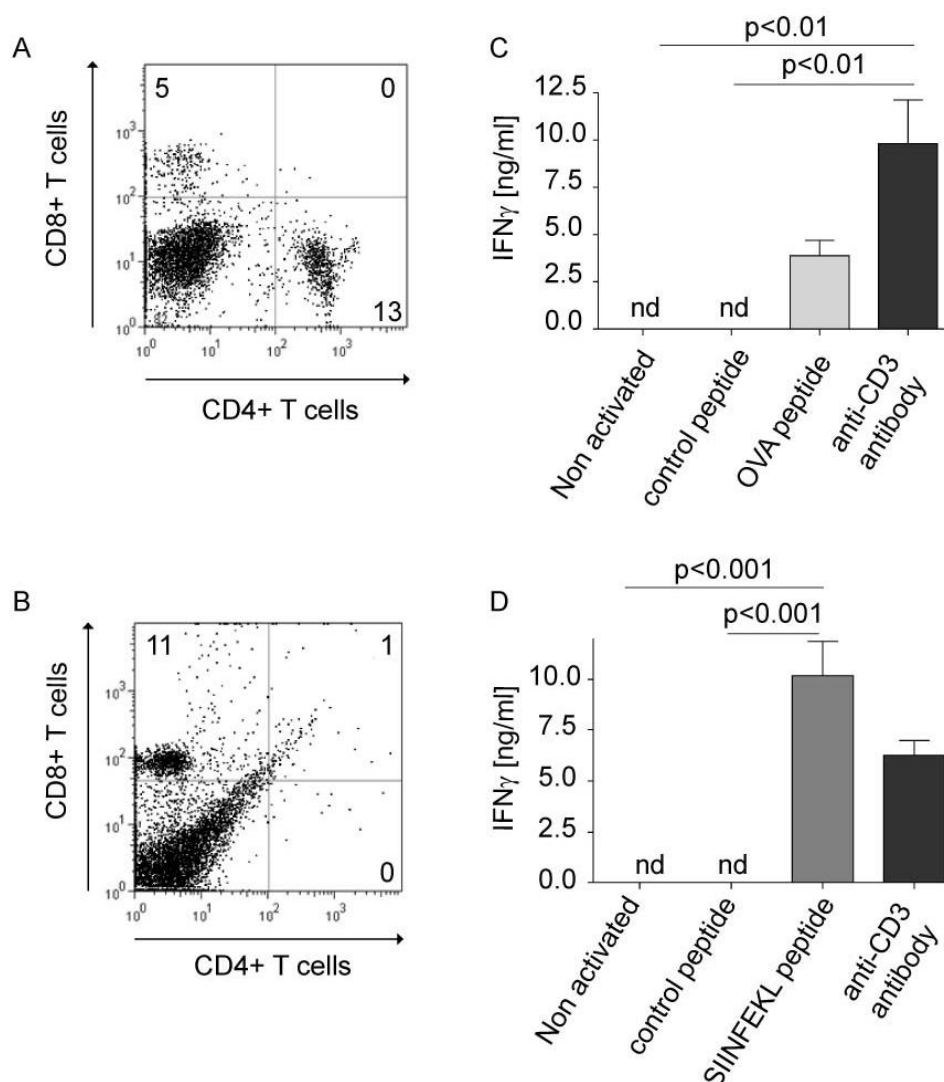 A
CD8+ T cells
5
0
10³
10²
10¹
10⁰
82
13
10⁰ 10¹ 10² 10³
CD4+ T cells
C
p<0.01
p<0.01
IFNγ [ng/ml]
12.5
10.0
7.5
5.0
2.5
0.0
nd
nd
Non activated
control peptide
OVA peptide
anti-CD3
antibody
B
CD8+ T cells
11
1
10³
10²
10¹
10⁰
0
10⁰ 10¹ 10² 10³
CD4+ T cells
D
p<0.001
p<0.001
IFNγ [ng/ml]
10.0
7.5
5.0
2.5
0.0
nd
nd
Non activated
control peptide
SIINFEKL peptide
anti-CD3
antibody